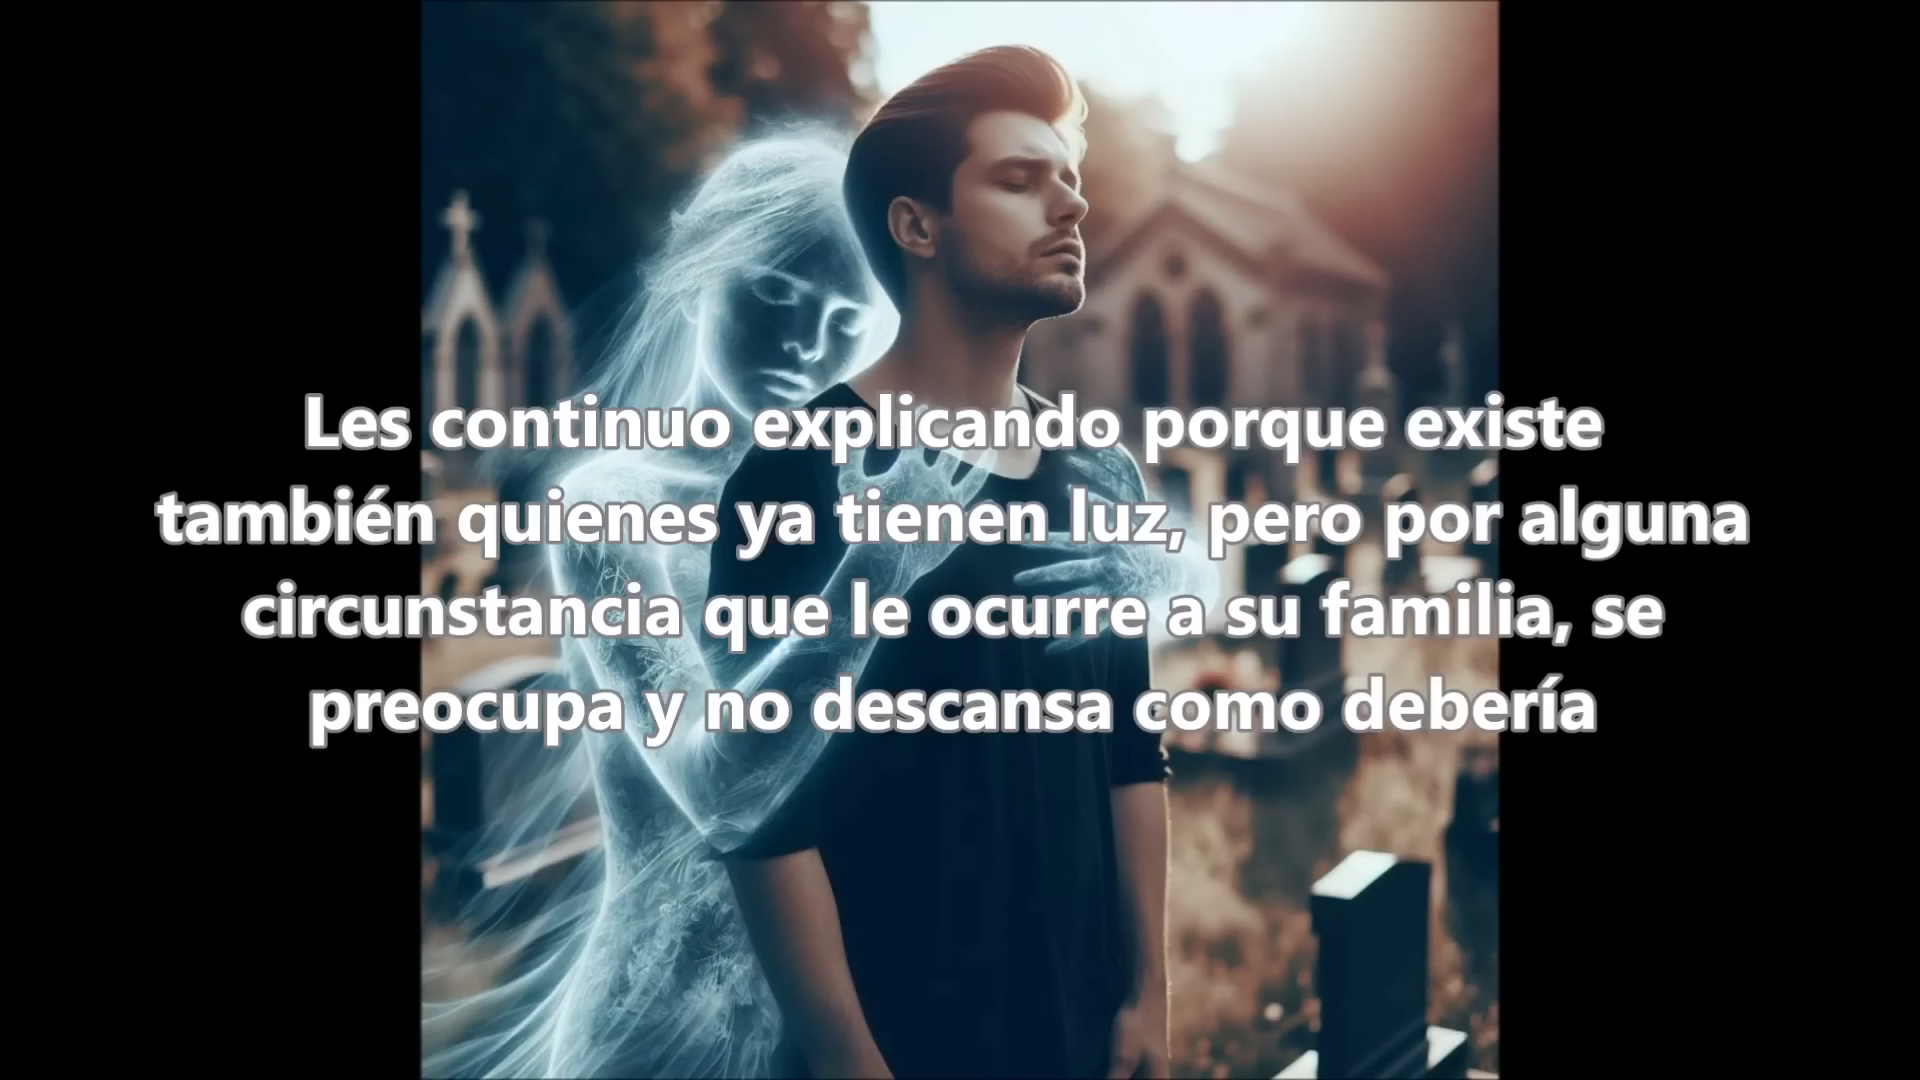 Les continuo explicando porque existe
también quienes ya tienen luz, pero por alguna
circunstancia que le ocurre a su familia, se
preocupa y no descansa como debería